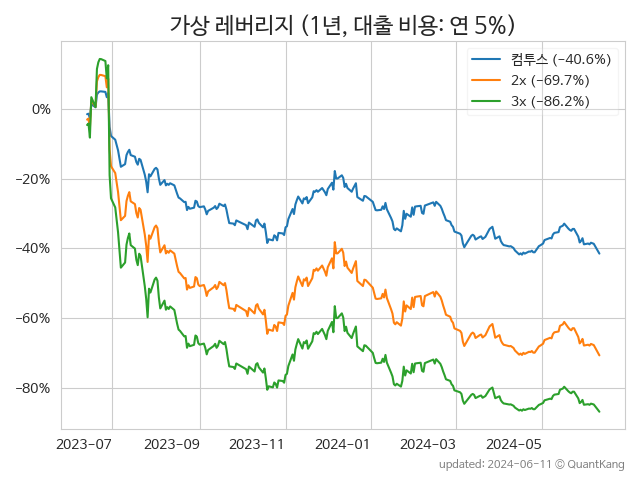 가상 레버리지 (1년, 대출 비용: 연 5%)
컴투스 (−40.6%)
2x (−69.7%)
3x (−86.2%)
0%
−20%
−40%
−60%
−80%
2023-07
2023-09
2023-11
2024-01
2024-03
2024-05
updated: 2024-06-11 © QuantKang